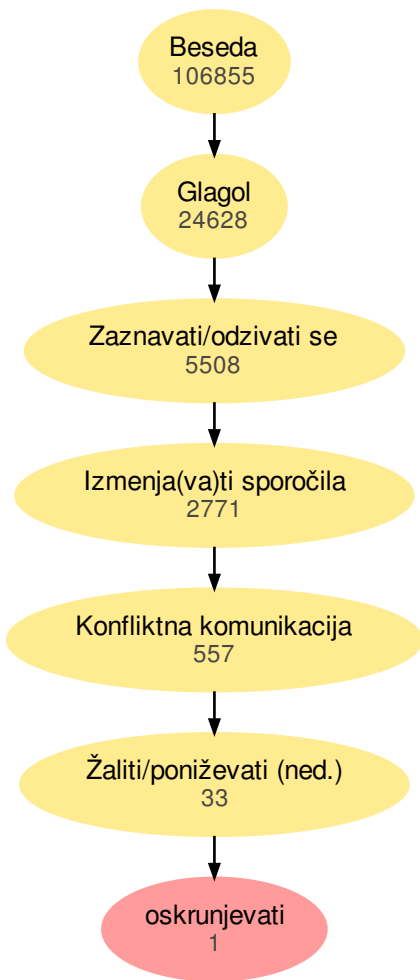 Beseda
106855
Glagol
24628
Zaznavati/odzivati se
5508
Izmenja(va)ti sporočila
2771
Konfliktna komunikacija
557
Žaliti/poniževati (ned.)
33
oskrunjevati
1